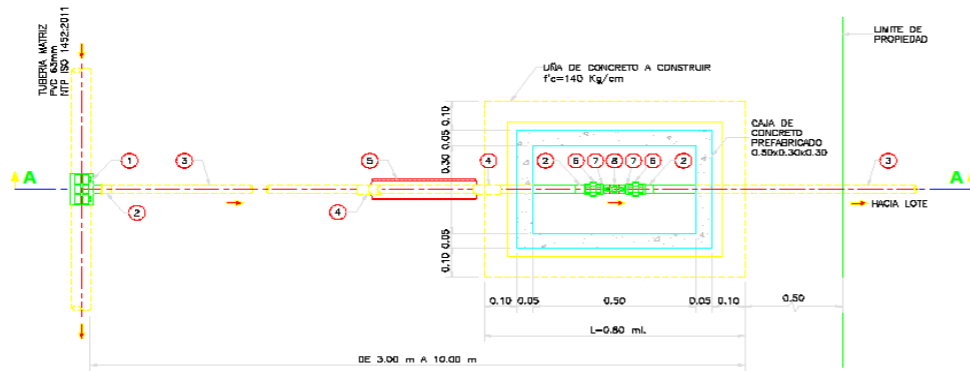 TUBERIA MATRIZ
PVC 63mm
NTP ISO 1452:2011
LIMITE DE
PROPIEDAD
UÑA DE CONCRETO A CONSTRUIR
f'c=140 Kg/cm
CAJA DE
CONCRETO
PREFABRICADO
0.50x0.30x0.30
0.10
0.05
0.30
0.05
0.10
1
3
5
4
2
6
7
8
7
6
2
3
A
A
2
4
HACIA LOTE
0.10
0.05
0.50
0.05
0.10
0.50
L=0.80 ml.
DE 3.00 m A 10.00 m